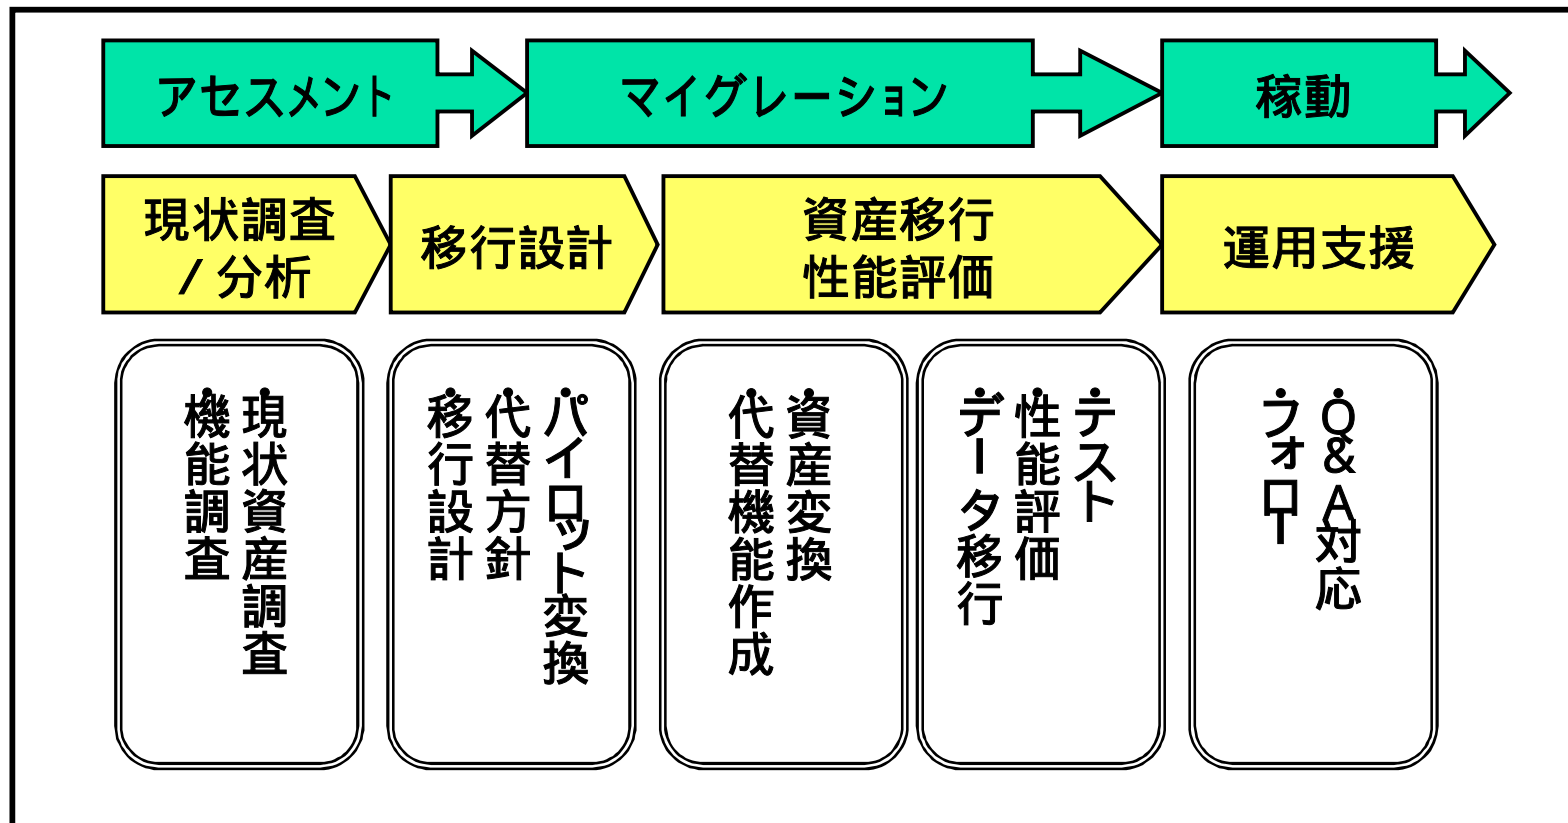 アセスメント
マイグレーション
稼動
現状調査
/分析
移行設計
資産移行
性能評価
運用支援
・現状資産調査
・機能調査
・パイロット変換
・代替方針
・移行設計
・資産変換
・代替機能作成
・テスト
・性能評価
・データ移行
・Q&A対応
・フォロー